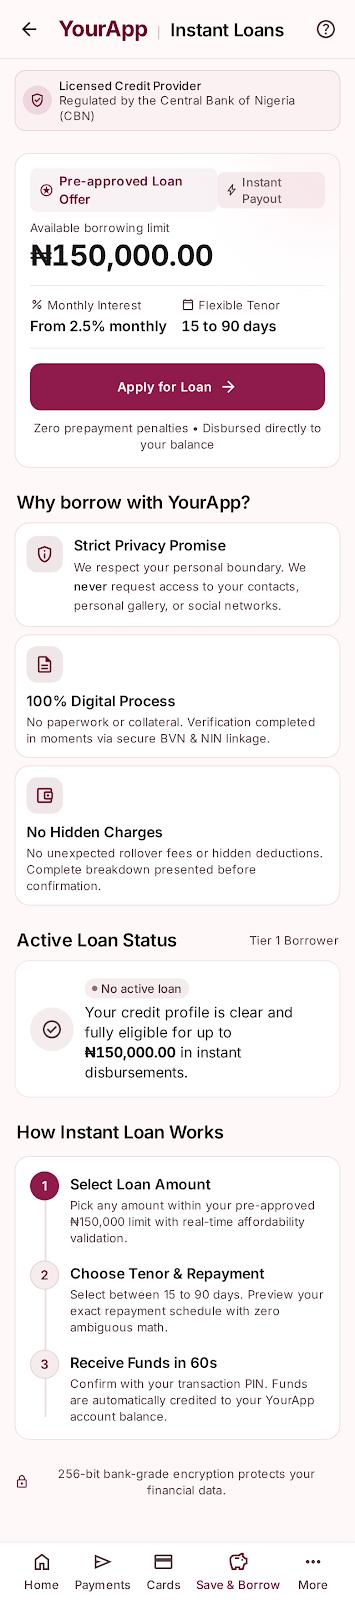 YourApp | Instant Loans
Licensed Credit Provider
Regulated by the Central Bank of Nigeria
(CBN)
Pre-approved Loan
Offer
Instant
Payout
Available borrowing limit
₦150,000.00
Monthly Interest
From 2.5% monthly
Flexible Tenor
15 to 90 days
Apply for Loan
Zero prepayment penalties • Disbursed directly to
your balance
Why borrow with YourApp?
Strict Privacy Promise
We respect your personal boundary. We
never request access to your contacts,
personal gallery, or social networks.
100% Digital Process
No paperwork or collateral. Verification completed
in moments via secure BVN & NIN linkage.
No Hidden Charges
No unexpected rollover fees or hidden deductions.
Complete breakdown presented before
confirmation.
Active Loan Status
Tier 1 Borrower
No active loan
Your credit profile is clear and
fully eligible for up to
₦150,000.00 in instant
disbursements.
How Instant Loan Works
1
Select Loan Amount
Pick any amount within your pre-approved
₦150,000 limit with real-time affordability
validation.
2
Choose Tenor & Repayment
Select between 15 to 90 days. Preview your
exact repayment schedule with zero
ambiguous math.
3
Receive Funds in 60s
Confirm with your transaction PIN. Funds
are automatically credited to your YourApp
account balance.
256-bit bank-grade encryption protects your
financial data.
Home
Payments
Cards
Save & Borrow
More